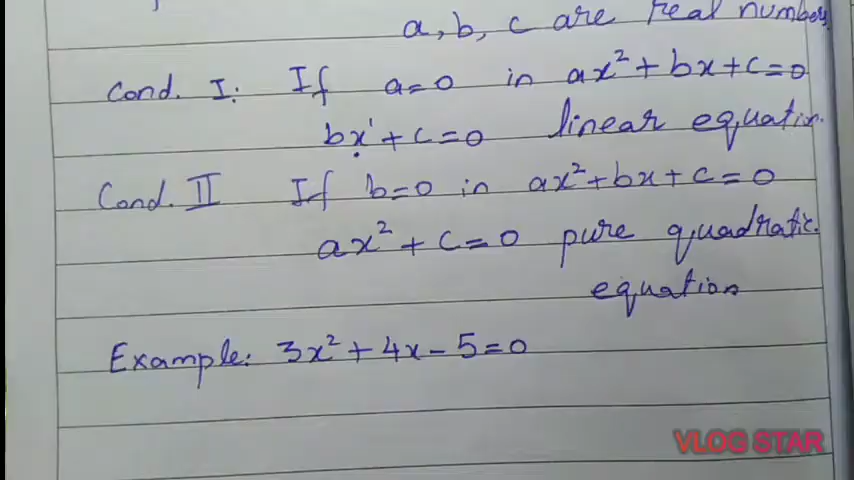 a, b, c are real number
Cond. I: If a=0 in ax²+bx+c=0
bx¹+c=0 linear equation.
Cond. II If b=0 in ax²+bx+c=0
ax²+c=0 pure quadratic.
equation
Example: 3x²+4x-5=0
VLOG STAR